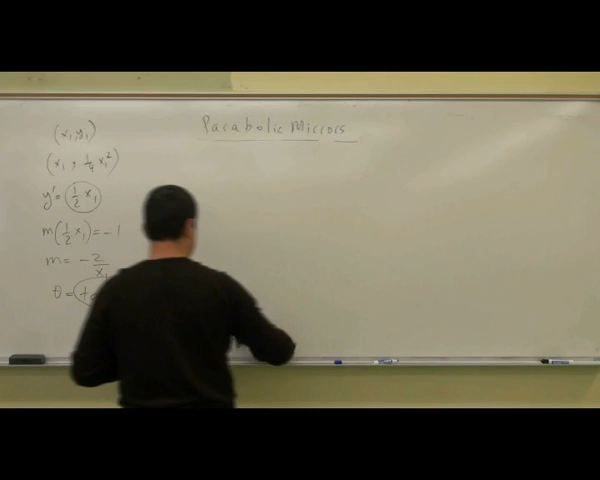 Parabolic Mirrors
(x₁, y₁)
(x₁, ¼ x₁²)
y' = ½ x₁
m(½ x₁) = -1
m = -2/x₁
θ =